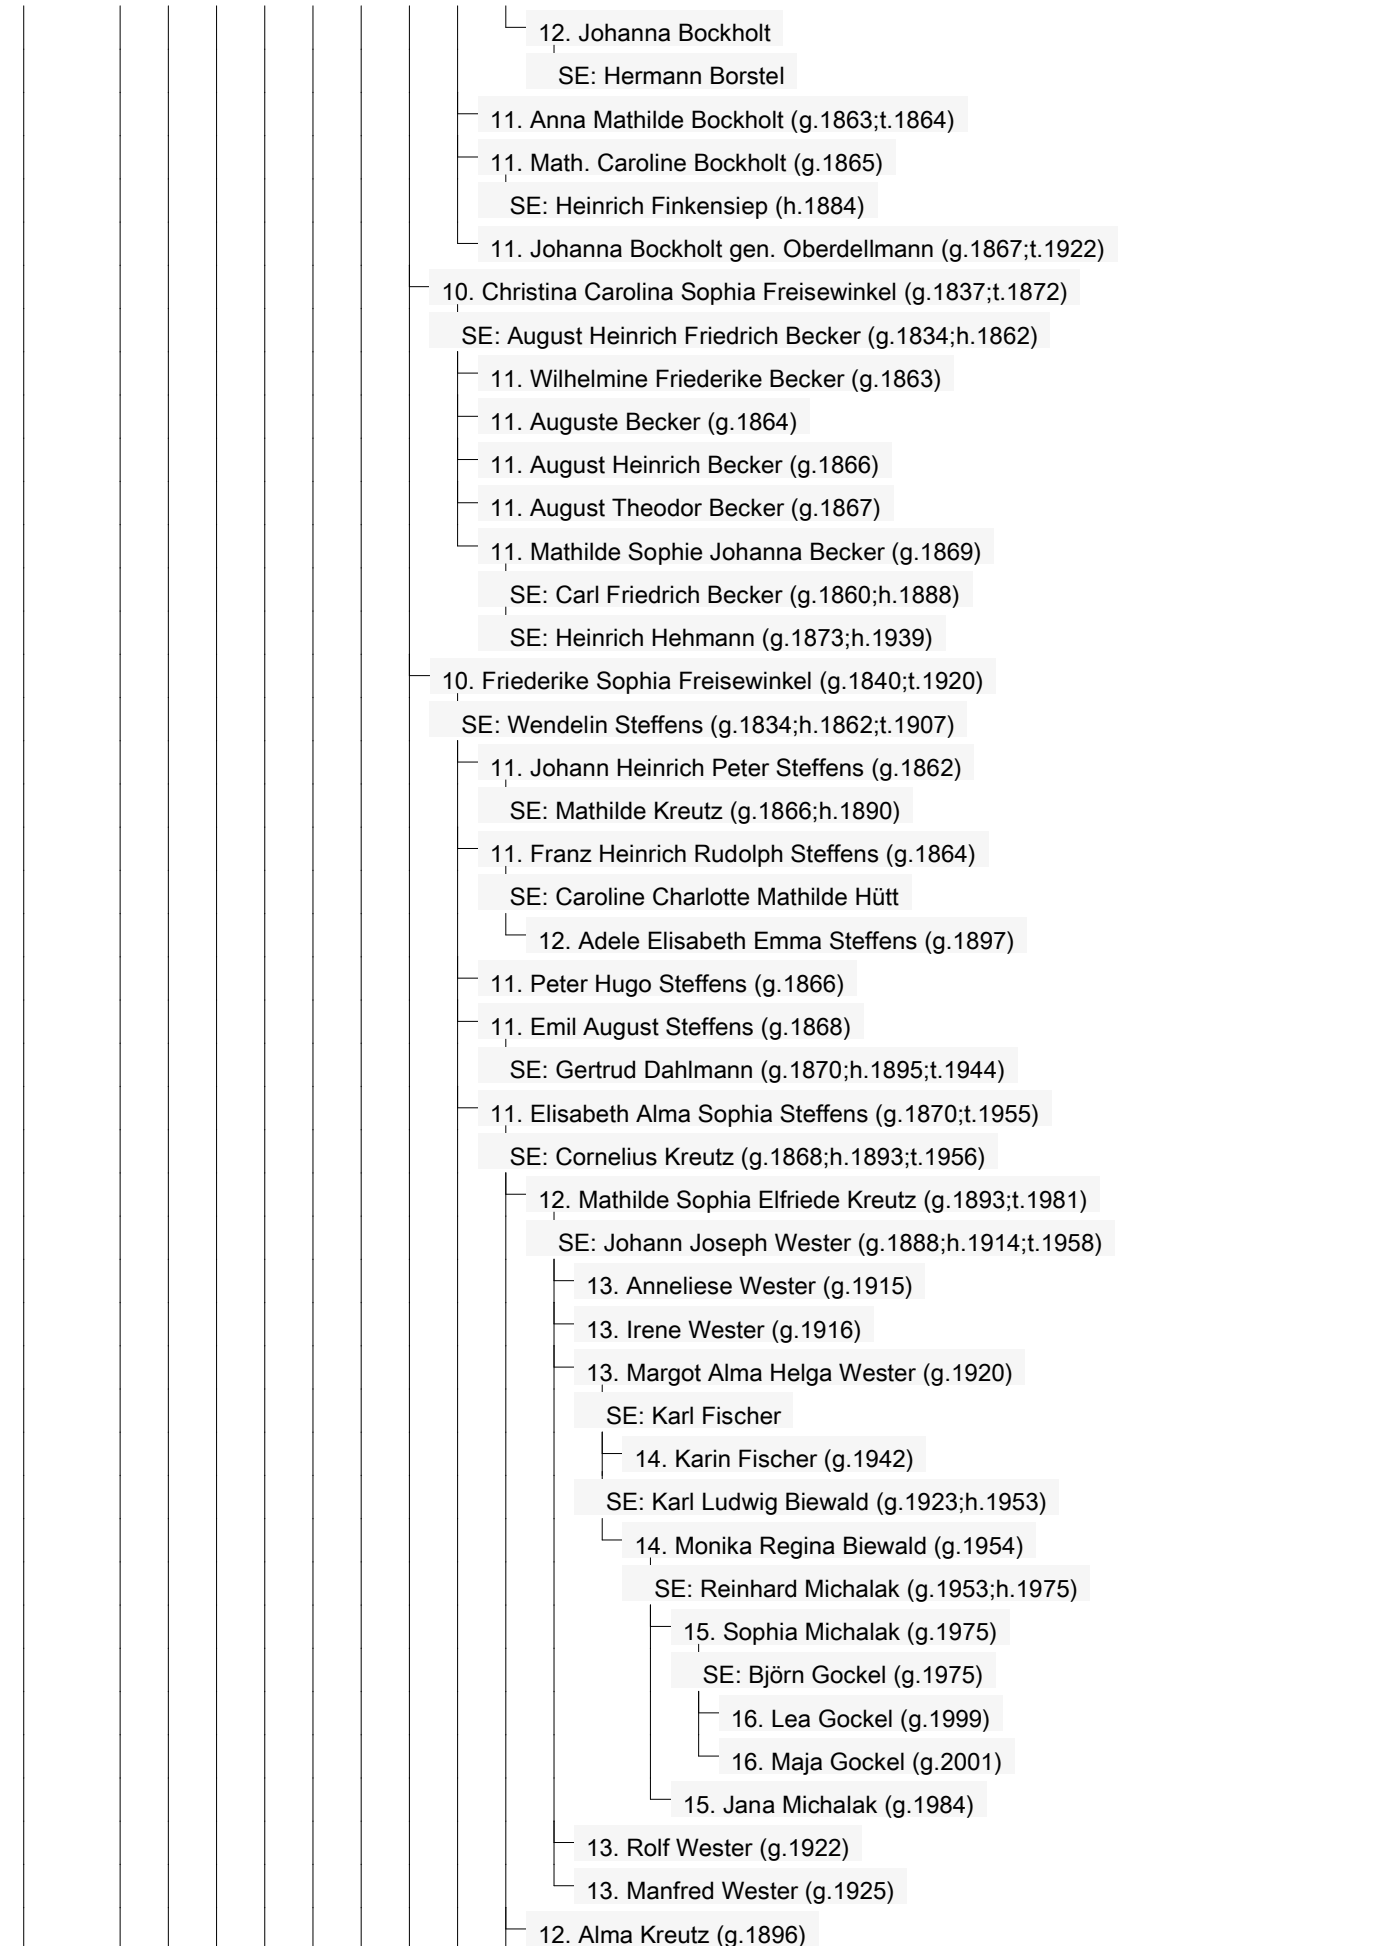 12. Johanna Bockholt
SE: Hermann Borstel
11. Anna Mathilde Bockholt (g.1863;t.1864)
11. Math. Caroline Bockholt (g.1865)
SE: Heinrich Finkensiep (h.1884)
11. Johanna Bockholt gen. Oberdellmann (g.1867;t.1922)
10. Christina Carolina Sophia Freisewinkel (g.1837;t.1872)
SE: August Heinrich Friedrich Becker (g.1834;h.1862)
11. Wilhelmine Friederike Becker (g.1863)
11. Auguste Becker (g.1864)
11. August Heinrich Becker (g.1866)
11. August Theodor Becker (g.1867)
11. Mathilde Sophie Johanna Becker (g.1869)
SE: Carl Friedrich Becker (g.1860;h.1888)
SE: Heinrich Hehmann (g.1873;h.1939)
10. Friederike Sophia Freisewinkel (g.1840;t.1920)
SE: Wendelin Steffens (g.1834;h.1862;t.1907)
11. Johann Heinrich Peter Steffens (g.1862)
SE: Mathilde Kreutz (g.1866;h.1890)
11. Franz Heinrich Rudolph Steffens (g.1864)
SE: Caroline Charlotte Mathilde Hütt
12. Adele Elisabeth Emma Steffens (g.1897)
11. Peter Hugo Steffens (g.1866)
11. Emil August Steffens (g.1868)
SE: Gertrud Dahlmann (g.1870;h.1895;t.1944)
11. Elisabeth Alma Sophia Steffens (g.1870;t.1955)
SE: Cornelius Kreutz (g.1868;h.1893;t.1956)
12. Mathilde Sophia Elfriede Kreutz (g.1893;t.1981)
SE: Johann Joseph Wester (g.1888;h.1914;t.1958)
13. Anneliese Wester (g.1915)
13. Irene Wester (g.1916)
13. Margot Alma Helga Wester (g.1920)
SE: Karl Fischer
14. Karin Fischer (g.1942)
SE: Karl Ludwig Biewald (g.1923;h.1953)
14. Monika Regina Biewald (g.1954)
SE: Reinhard Michalak (g.1953;h.1975)
15. Sophia Michalak (g.1975)
SE: Björn Gockel (g.1975)
16. Lea Gockel (g.1999)
16. Maja Gockel (g.2001)
15. Jana Michalak (g.1984)
13. Rolf Wester (g.1922)
13. Manfred Wester (g.1925)
12. Alma Kreutz (g.1896)